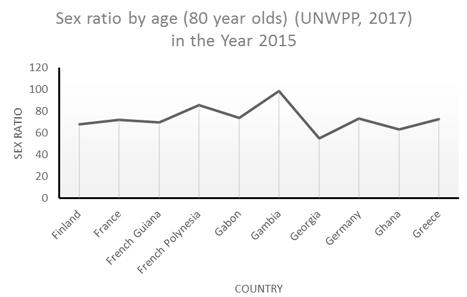 Sex ratio by age (80 year olds) (UNWPP, 2017)
in the Year 2015
120
100
80
60
40
20
0
SEX RATIO
Finland
France
French Guiana
French Polynesia
Gabon
Gambia
Georgia
Germany
Ghana
Greece
COUNTRY